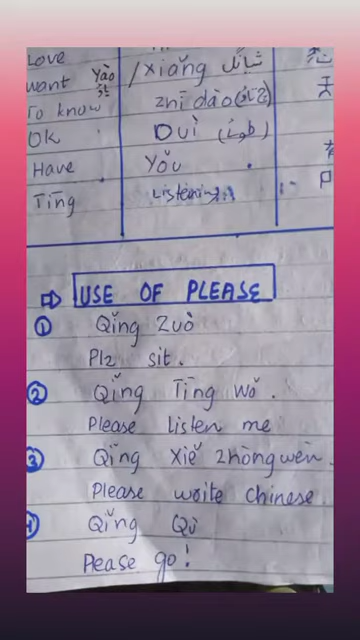 Love
want Yào /xiǎng
To know zhī dào
OK Duì
Have Yǒu
Tīng Listening
⇨ USE OF PLEASE
① Qǐng Zuò
Plz sit.
② Qǐng Tīng Wǒ.
Please listen me
③ Qǐng Xiě zhōngwén.
Please write chinese
Qǐng Qù
Pease go!